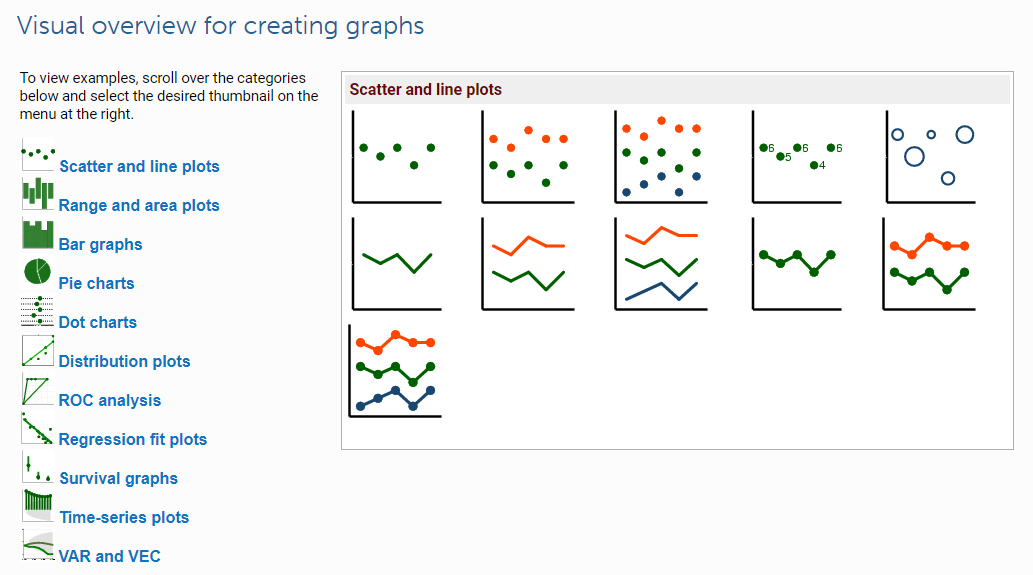 Visual overview for creating graphs
To view examples, scroll over the categories
below and select the desired thumbnail on the
menu at the right.
Scatter and line plots
Range and area plots
Bar graphs
Pie charts
Dot charts
Distribution plots
ROC analysis
Regression fit plots
Survival graphs
Time-series plots
VAR and VEC
Scatter and line plots
6 5 6 4 6